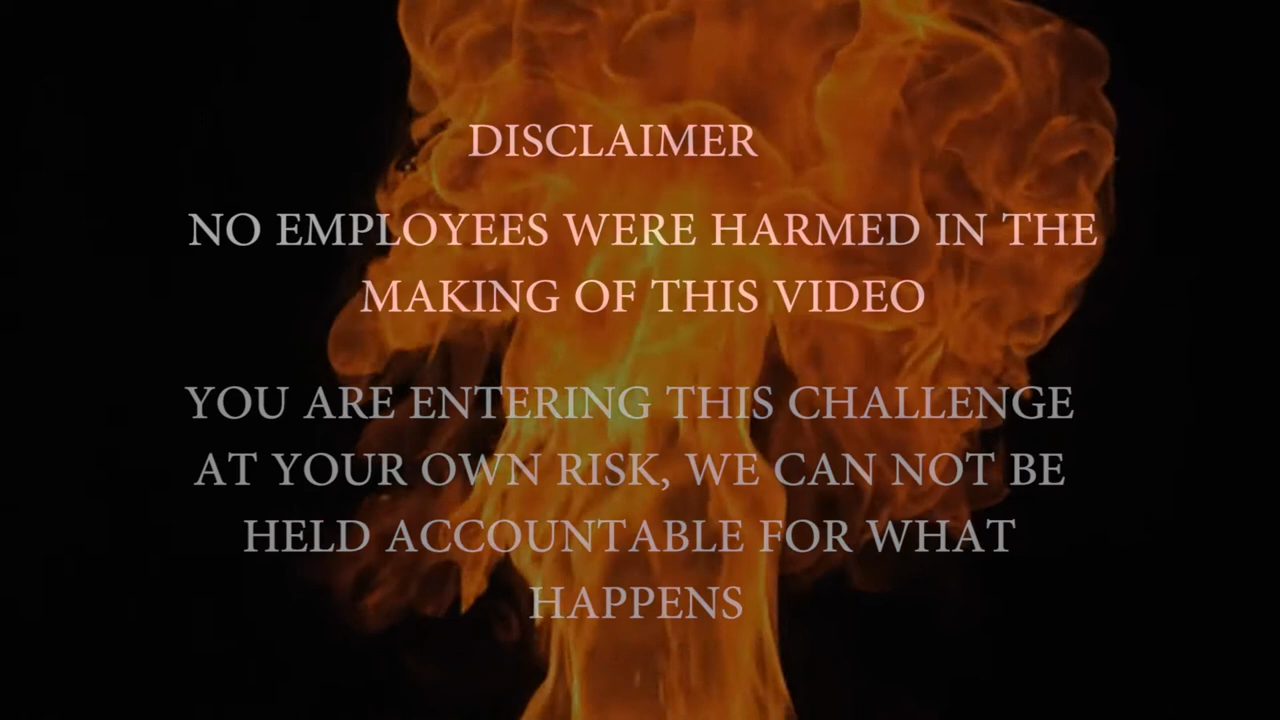 DISCLAIMER
NO EMPLOYEES WERE HARMED IN THE
MAKING OF THIS VIDEO
YOU ARE ENTERING THIS CHALLENGE
AT YOUR OWN RISK, WE CAN NOT BE
HELD ACCOUNTABLE FOR WHAT
HAPPENS